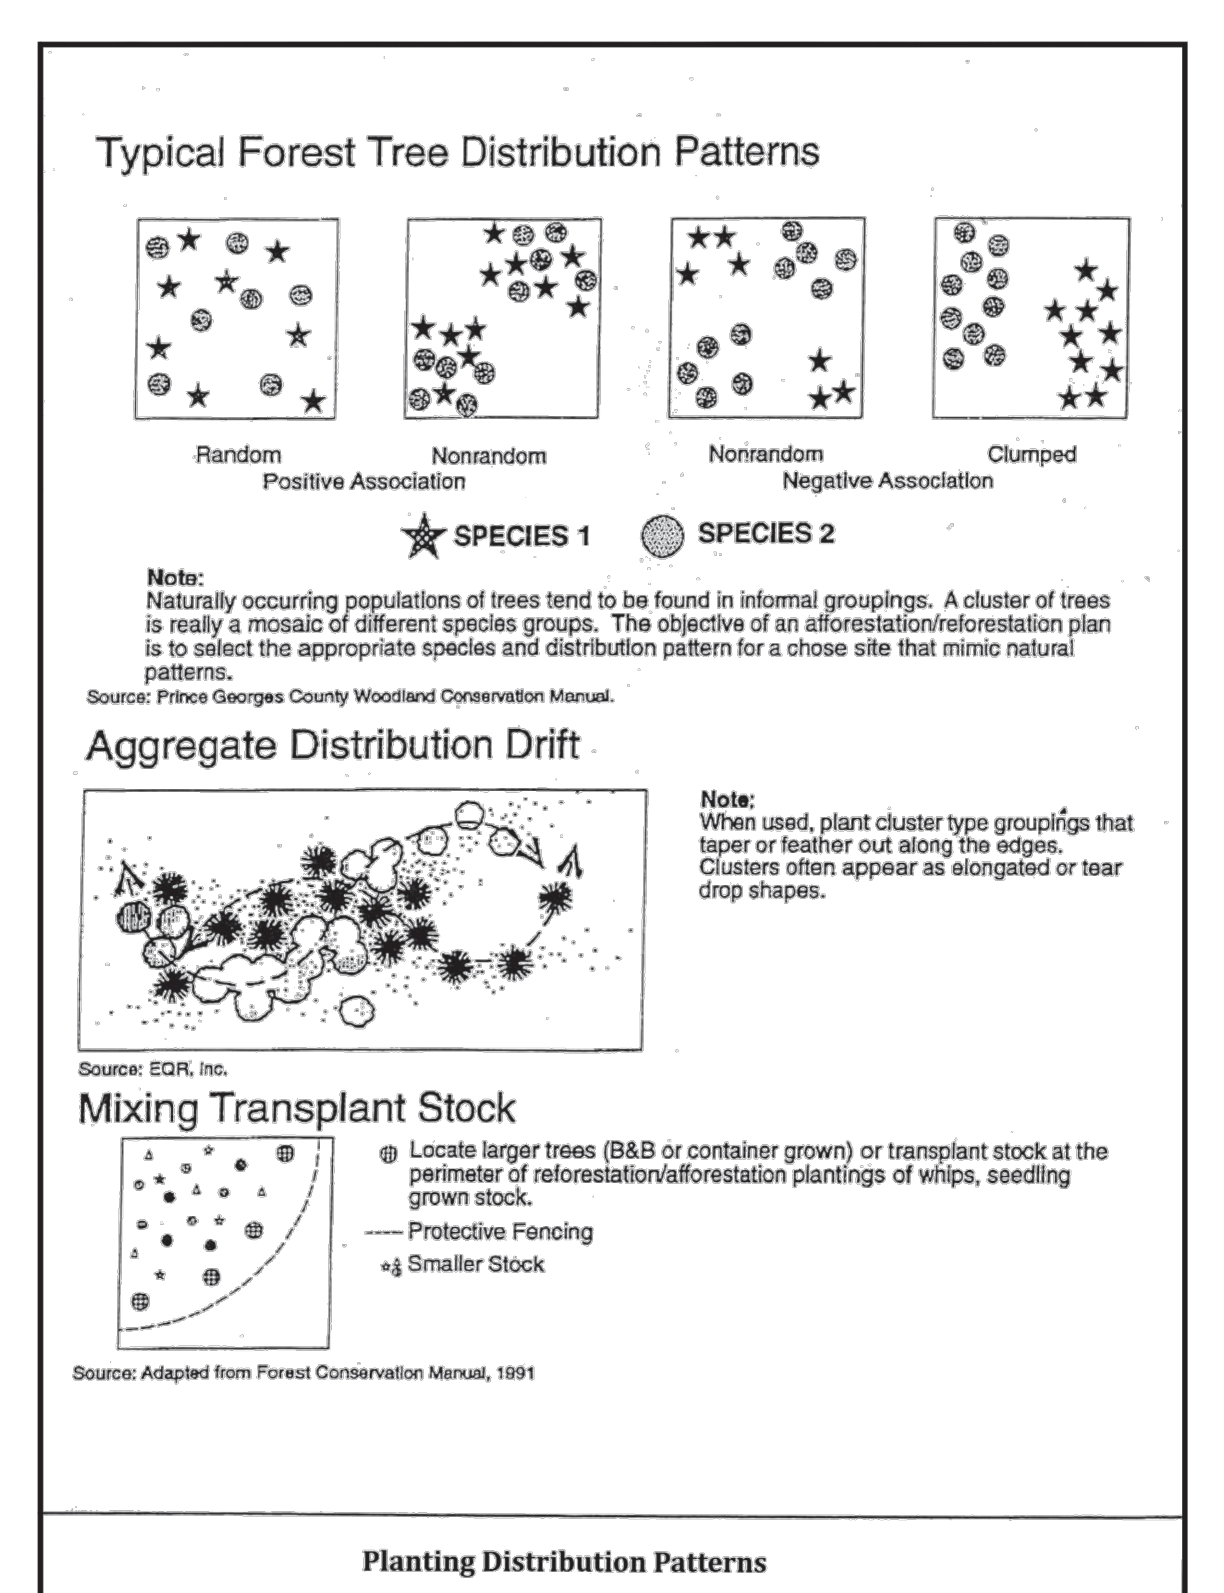 Typical Forest Tree Distribution Patterns
Random Nonrandom Nonrandom Clumped
Positive Association Negative Association
SPECIES 1 SPECIES 2
Note:
Naturally occurring populations of trees tend to be found in informal groupings. A cluster of trees
is really a mosaic of different species groups. The objective of an afforestation/reforestation plan
is to select the appropriate species and distribution pattern for a chose site that mimic natural
patterns.
Source: Prince Georges County Woodland Conservation Manual.
Aggregate Distribution Drift
Note:
When used, plant cluster type groupings that
taper or feather out along the edges.
Clusters often appear as elongated or tear
drop shapes.
Source: EQR, Inc.
Mixing Transplant Stock
Locate larger trees (B&B or container grown) or transplant stock at the
perimeter of reforestation/afforestation plantings of whips, seedling
grown stock.
Protective Fencing
Smaller Stock
Source: Adapted from Forest Conservation Manual, 1991
Planting Distribution Patterns